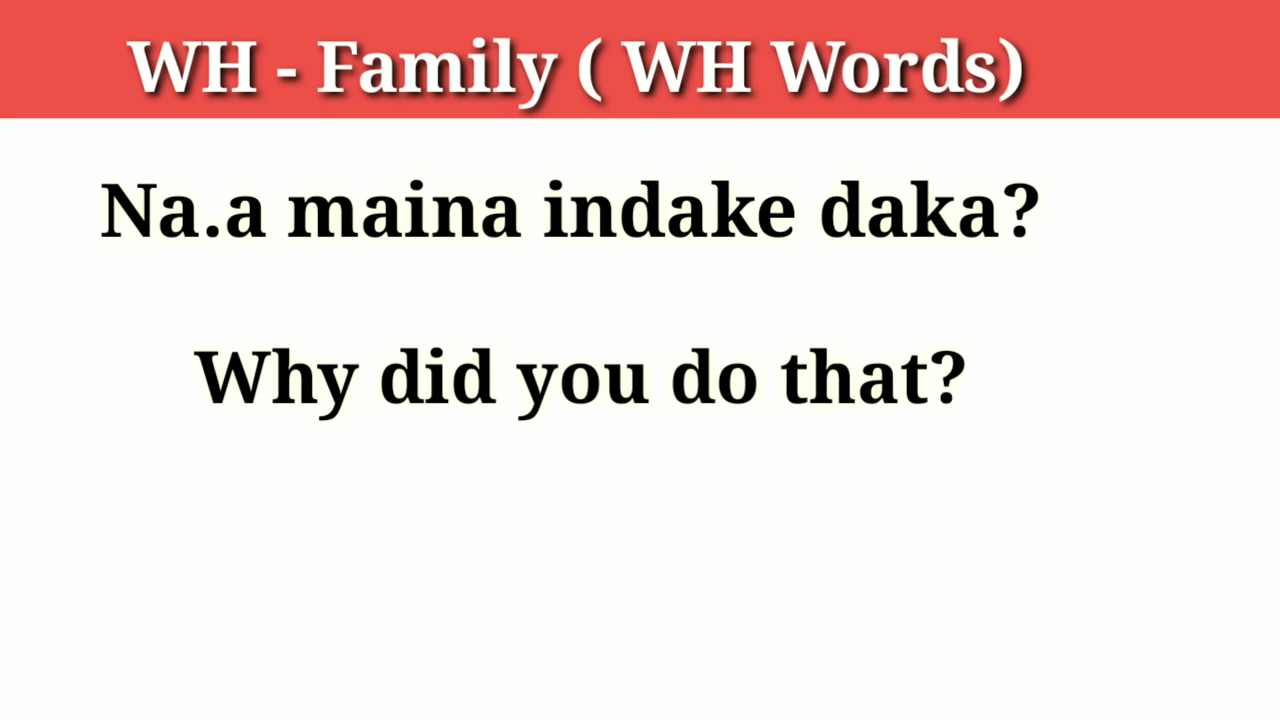 WH - Family ( WH Words)
Na.a maina indake daka?
Why did you do that?